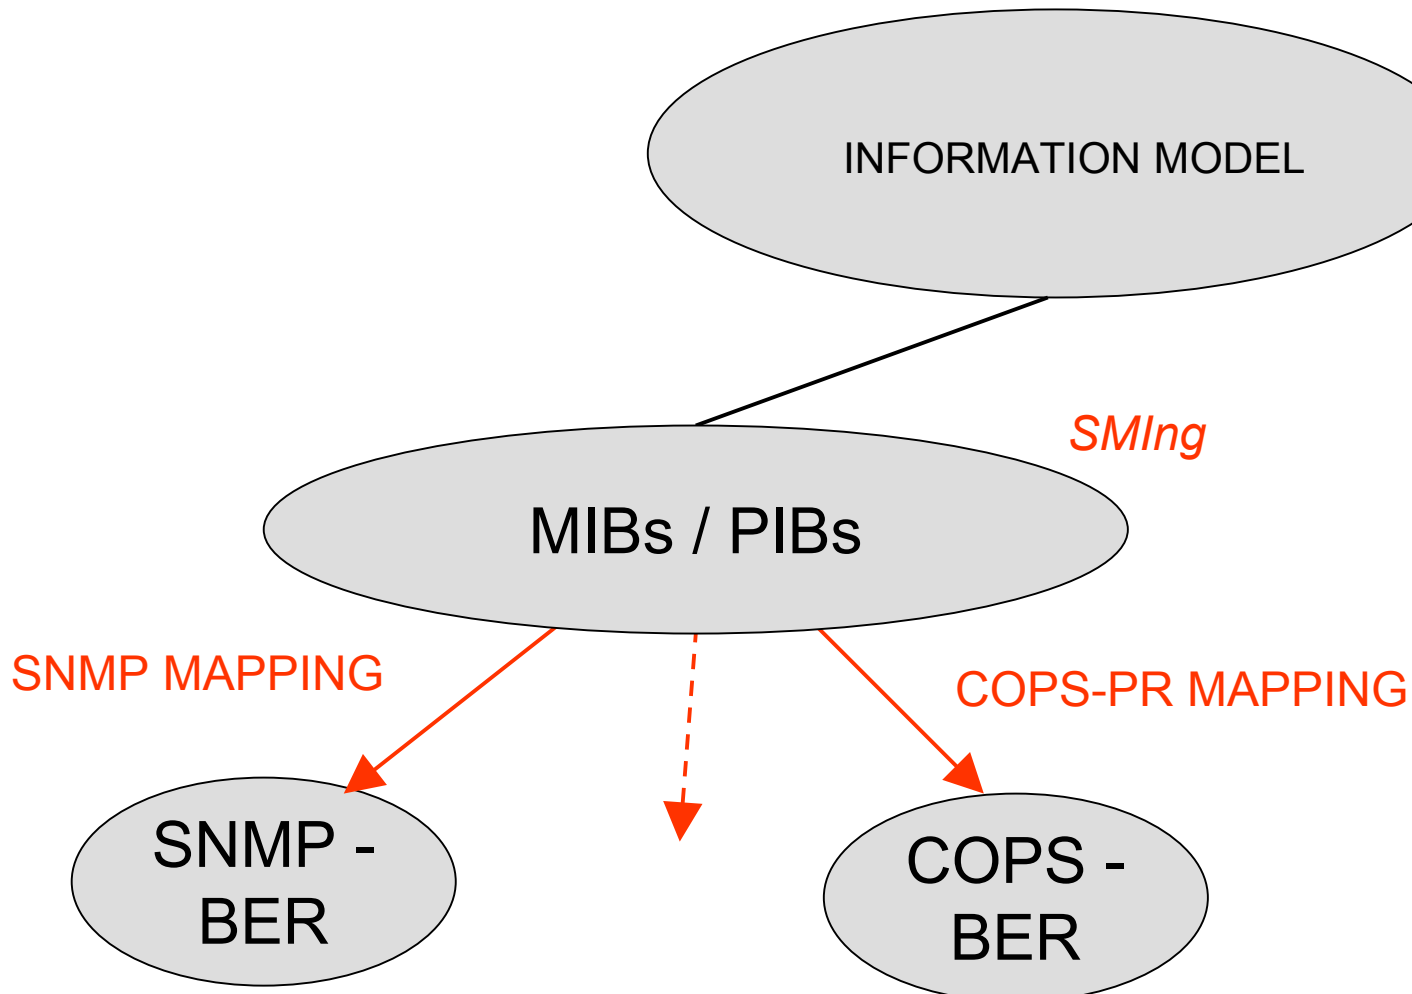 INFORMATION MODEL
SMIng
MIBs / PIBs
SNMP MAPPING
COPS-PR MAPPING
SNMP -
BER
COPS -
BER